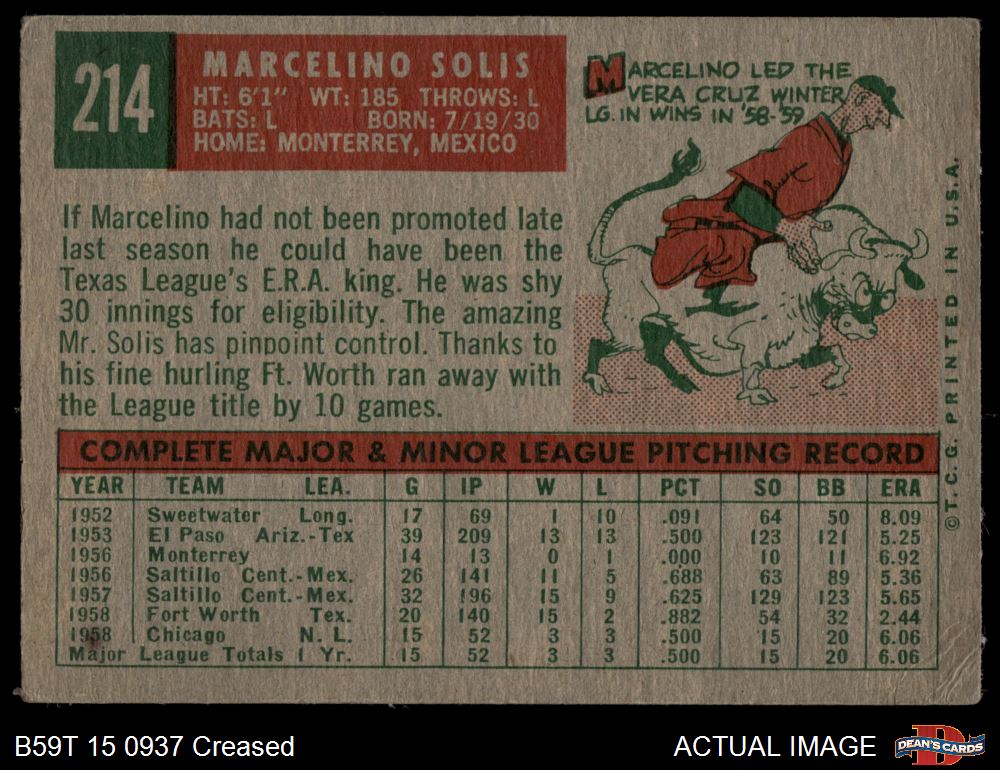 214
MARCELINO SOLIS
HT: 6'1" WT: 185 THROWS: L
BATS: L BORN: 7/19/30
HOME: MONTERREY, MEXICO
MARCELINO LED THE
VERA CRUZ WINTER
LG. IN WINS IN '58-'59
If Marcelino had not been promoted late
last season he could have been the
Texas League's E.R.A. king. He was shy
30 innings for eligibility. The amazing
Mr. Solis has pinpoint control. Thanks to
his fine hurling Ft. Worth ran away with
the League title by 10 games.
©T. C. G. PRINTED IN U.S.A.
COMPLETE MAJOR & MINOR LEAGUE PITCHING RECORD
YEAR TEAM LEA. G IP W L PCT SO BB ERA
1952 Sweetwater Long. 17 69 1 10 .091 64 50 8.09
1953 El Paso Ariz.-Tex 39 209 13 13 .500 123 121 5.25
1956 Monterrey 14 13 0 1 .000 10 11 6.92
1956 Saltillo Cent.-Mex. 26 141 11 5 .688 63 89 5.36
1957 Saltillo Cent.-Mex. 32 196 15 9 .625 129 123 5.65
1958 Fort Worth Tex. 20 140 15 2 .882 54 32 2.44
1958 Chicago N. L. 15 52 3 3 .500 15 20 6.06
Major League Totals 1 Yr. 15 52 3 3 .500 15 20 6.06
B59T 15 0937 Creased
ACTUAL IMAGE
DEAN'S CARDS